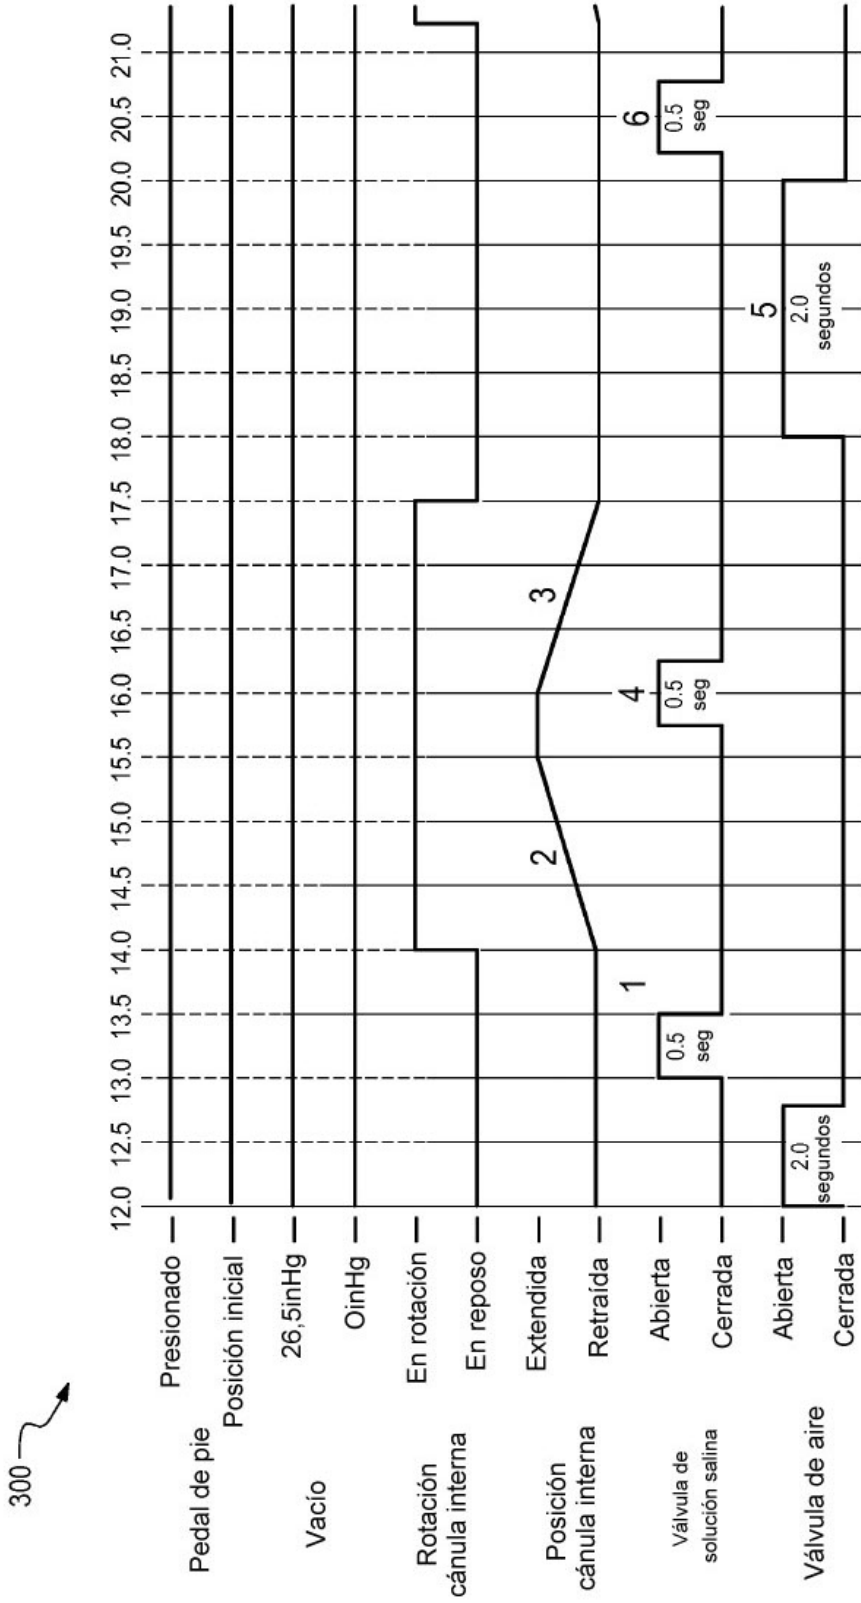 300
12.0 12.5 13.0 13.5 14.0 14.5 15.0 15.5 16.0 16.5 17.0 17.5 18.0 18.5 19.0 19.5 20.0 20.5 21.0
Pedal de pie
Presionado
Posición inicial
Vacío
26,5inHg
OinHg
Rotación
cánula interna
En rotación
En reposo
Posición
cánula interna
Extendida
Retraída
2
3
Válvula de
solución salina
Abierta
Cerrada
0.5
seg
1
4
0.5
seg
6
0.5
seg
Válvula de aire
Abierta
Cerrada
2.0
segundos
5
2.0
segundos